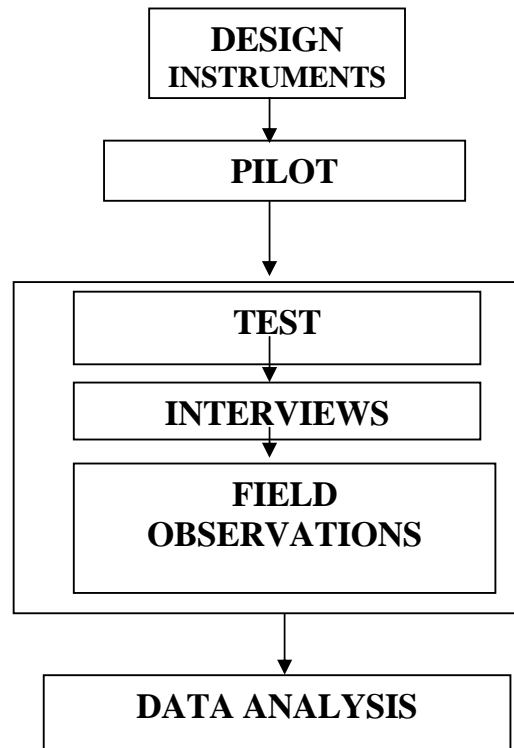 DESIGN
INSTRUMENTS
PILOT
TEST
INTERVIEWS
FIELD
OBSERVATIONS
DATA ANALYSIS